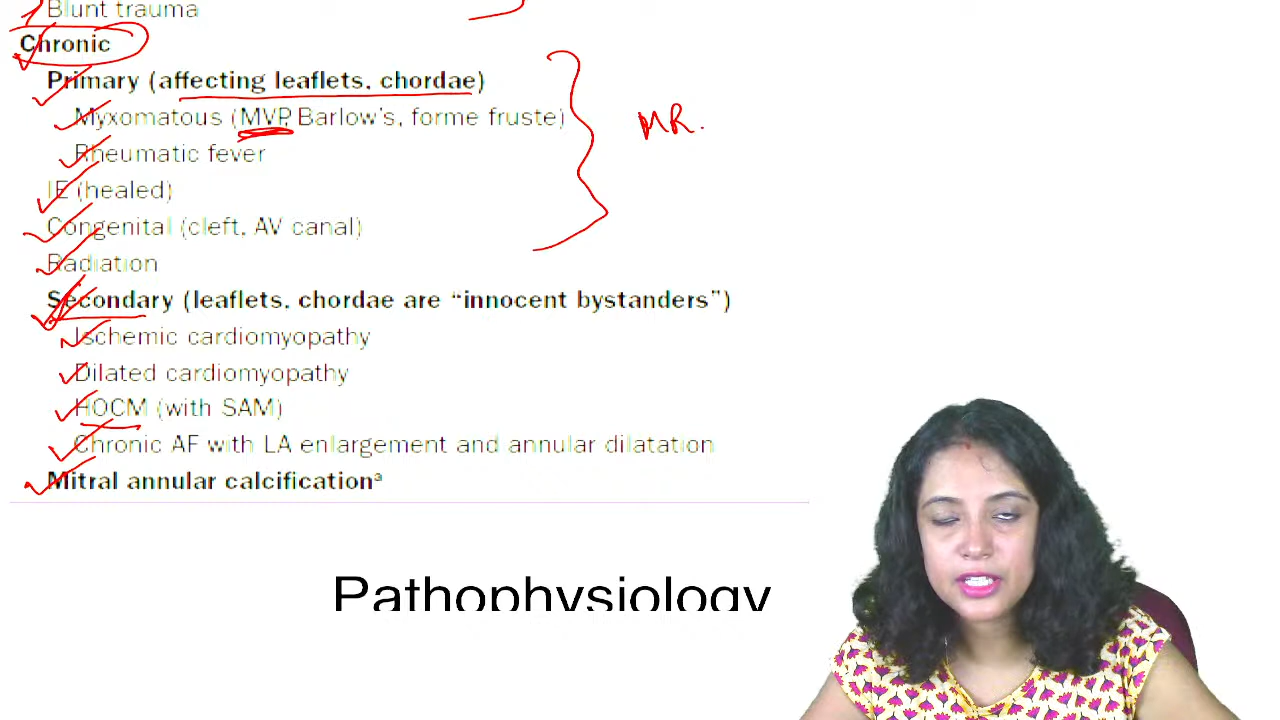 Blunt trauma
Chronic
Primary (affecting leaflets, chordae)
Myxomatous (MVP, Barlow's, forme fruste)
MR.
Rheumatic fever
IE (healed)
Congenital (cleft, AV canal)
Radiation
Secondary (leaflets, chordae are “innocent bystanders”)
Ischemic cardiomyopathy
Dilated cardiomyopathy
HOCM (with SAM)
Chronic AF with LA enlargement and annular dilatation
Mitral annular calcificationᵃ
Pathophysiology